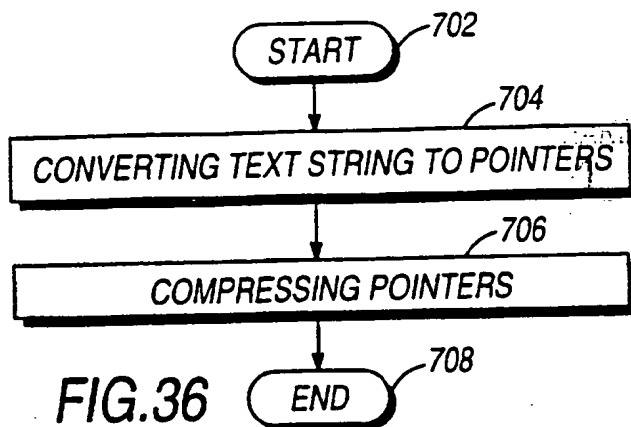 START 702
704
CONVERTING TEXT STRING TO POINTERS
706
COMPRESSING POINTERS
708
FIG.36 END